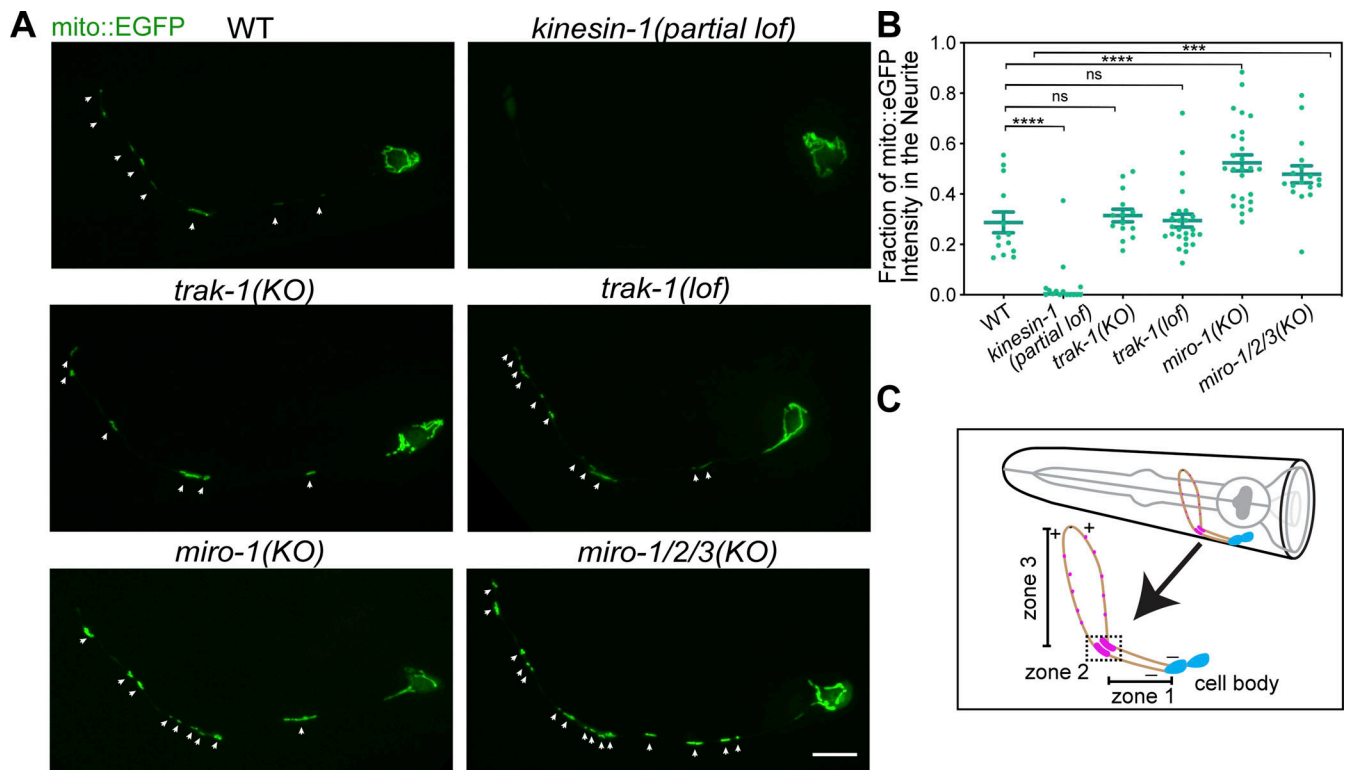 A
mito::EGFP WT
kinesin-1(partial lof)
trak-1(KO)
trak-1(lof)
miro-1(KO)
miro-1/2/3(KO)
B
Fraction of mito::eGFP
Intensity in the Neurite
1.0
0.8
0.6
0.4
0.2
0.0
***
****
ns
ns
****
WT
kinesin-1
(partial lof)
trak-1(KO)
trak-1(lof)
miro-1(KO)
miro-1/2/3(KO)
C
+ +
zone 3
zone 2
– –
zone 1
cell body